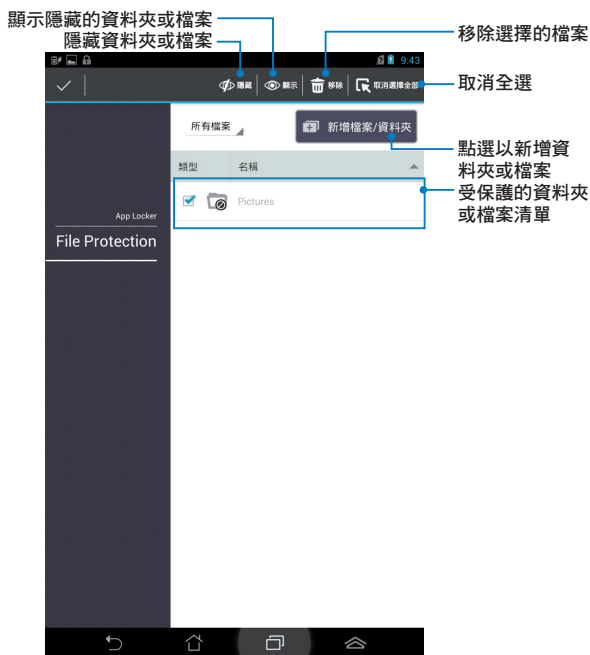 顯示隱藏的資料夾或檔案
隱藏資料夾或檔案
移除選擇的檔案
9:43
隱藏
顯示
移除
取消選擇全部
取消全選
所有檔案
新增檔案/資料夾
點選以新增資
料夾或檔案
類型
名稱
受保護的資料夾
或檔案清單
Pictures
App Locker
File Protection